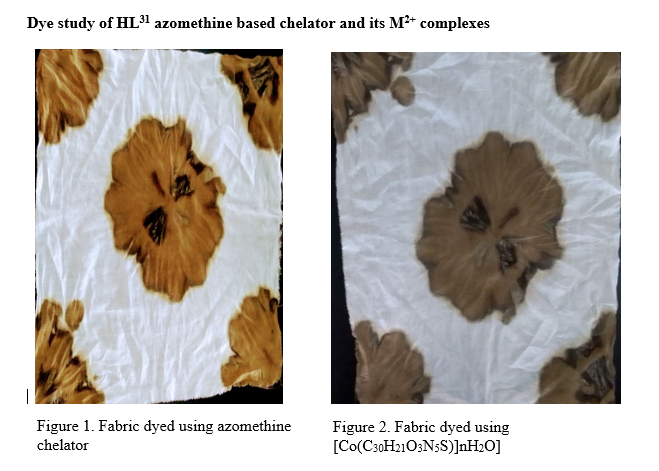 Dye study of HL³¹ azomethine based chelator and its M²⁺ complexes
Figure 1. Fabric dyed using azomethine
chelator
Figure 2. Fabric dyed using
[Co(C₃₀H₂₁O₃N₅S)]nH₂O]